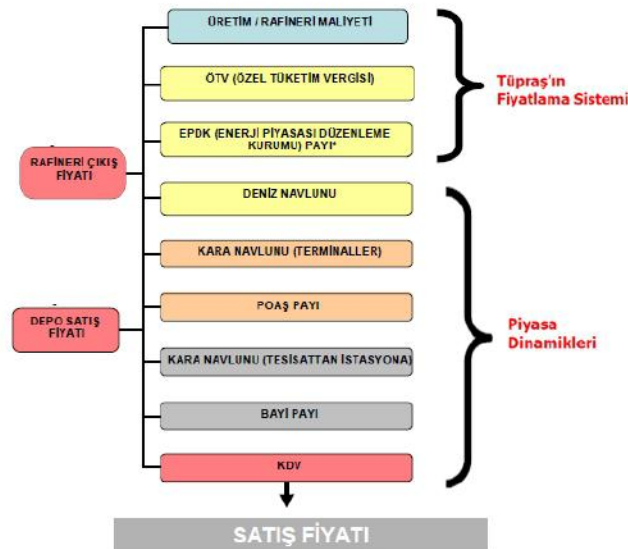 ÜRETİM / RAFİNERİ MALİYETİ
ÖTV (ÖZEL TÜKETİM VERGİSİ)
EPDK (ENERJİ PİYASASI DÜZENLEME
KURUMU) PAYI*
DENİZ NAVLUNU
KARA NAVLUNU (TERMİNALLER)
POAŞ PAYI
KARA NAVLUNU (TESİSATTAN İSTASYONA)
BAYİ PAYI
KDV
SATIŞ FİYATI
RAFİNERİ ÇIKIŞ
FİYATI
DEPO SATIŞ
FİYATI
Tüpraş'ın
Fiyatlama Sistemi
Piyasa
Dinamikleri